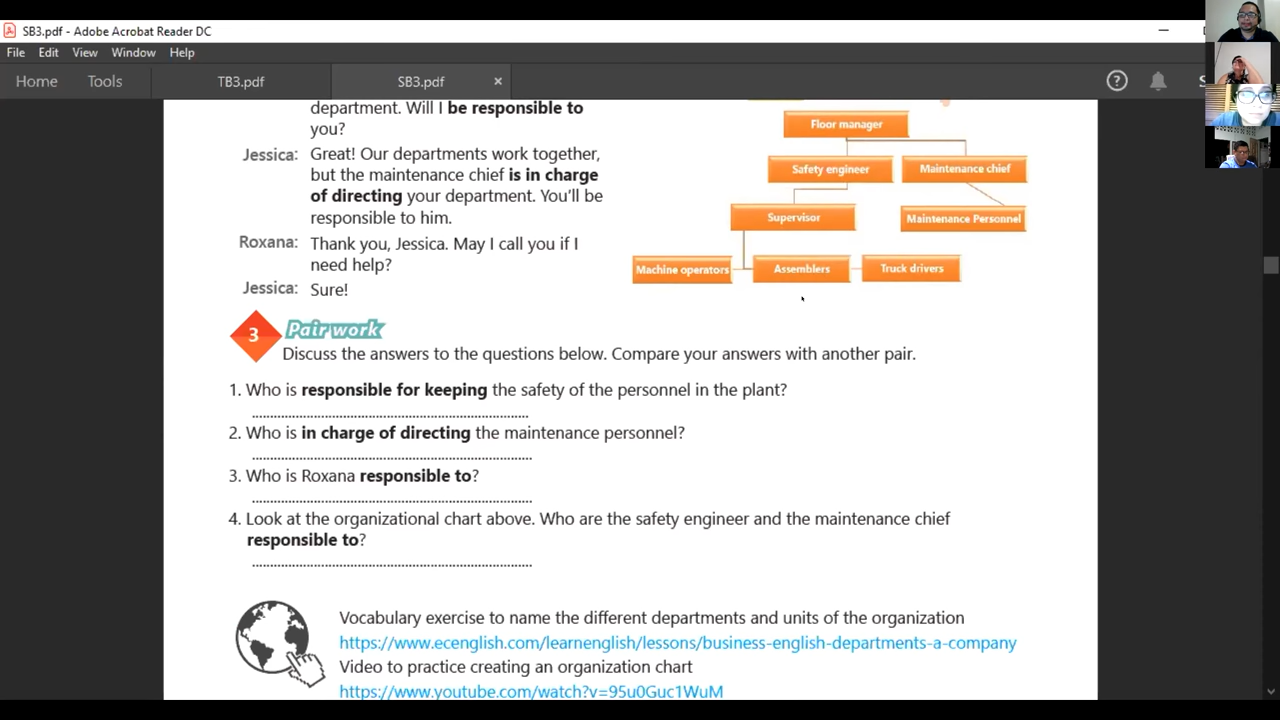 SB3.pdf - Adobe Acrobat Reader DC
File Edit View Window Help
Home Tools TB3.pdf SB3.pdf ×
department. Will I be responsible to
you?
Jessica: Great! Our departments work together,
but the maintenance chief is in charge
of directing your department. You'll be
responsible to him.
Roxana: Thank you, Jessica. May I call you if I
need help?
Jessica: Sure!
Floor manager
Safety engineer Maintenance chief
Supervisor Maintenance Personnel
Machine operators Assemblers Truck drivers
3 Pair work
Discuss the answers to the questions below. Compare your answers with another pair.
1. Who is responsible for keeping the safety of the personnel in the plant?
2. Who is in charge of directing the maintenance personnel?
3. Who is Roxana responsible to?
4. Look at the organizational chart above. Who are the safety engineer and the maintenance chief
responsible to?
Vocabulary exercise to name the different departments and units of the organization
https://www.ecenglish.com/learnenglish/lessons/business-english-departments-a-company
Video to practice creating an organization chart
https://www.youtube.com/watch?v=95u0Guc1WuM